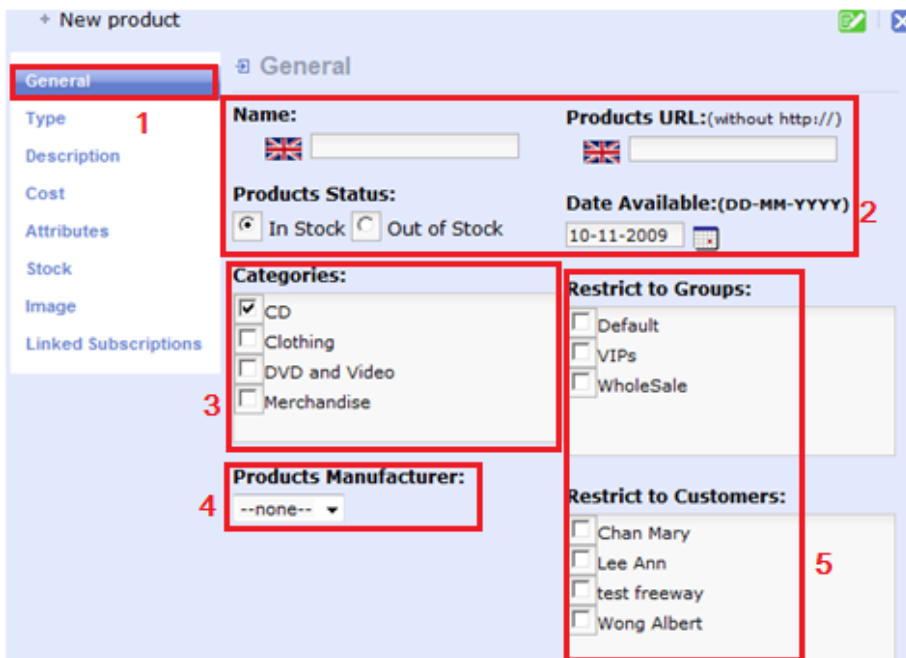 + New product
General
Type
Description
Cost
Attributes
Stock
Image
Linked Subscriptions
1
General
Name:
Products URL:(without http://)
Products Status:
In Stock Out of Stock
Date Available:(DD-MM-YYYY)
10-11-2009
2
Categories:
CD
Clothing
DVD and Video
Merchandise
3
Products Manufacturer:
--none--
4
Restrict to Groups:
Default
VIPs
WholeSale
Restrict to Customers:
Chan Mary
Lee Ann
test freeway
Wong Albert
5